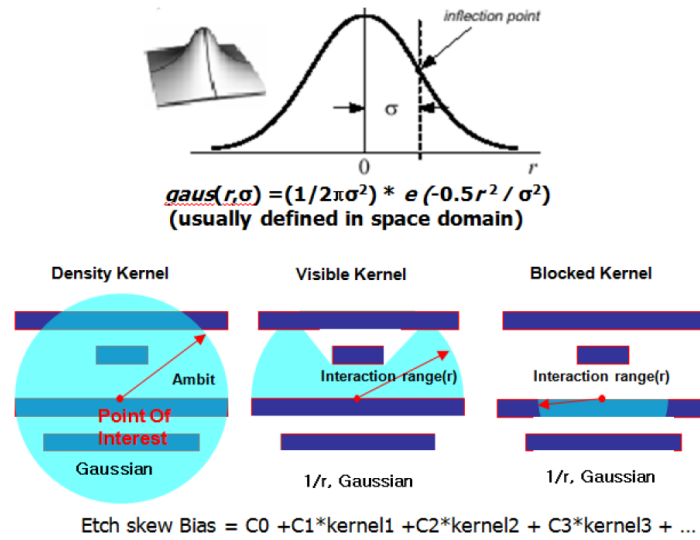 inflection point
σ
0
r
gaus(r,σ) =(1/2πσ²) * e (-0.5r² / σ²)
(usually defined in space domain)
Density Kernel
Visible Kernel
Blocked Kernel
Ambit
Interaction range(r)
Interaction range(r)
Point Of
Interest
Gaussian
1/r, Gaussian
1/r, Gaussian
Etch skew Bias = C0 +C1*kernel1 +C2*kernel2 + C3*kernel3 + ...